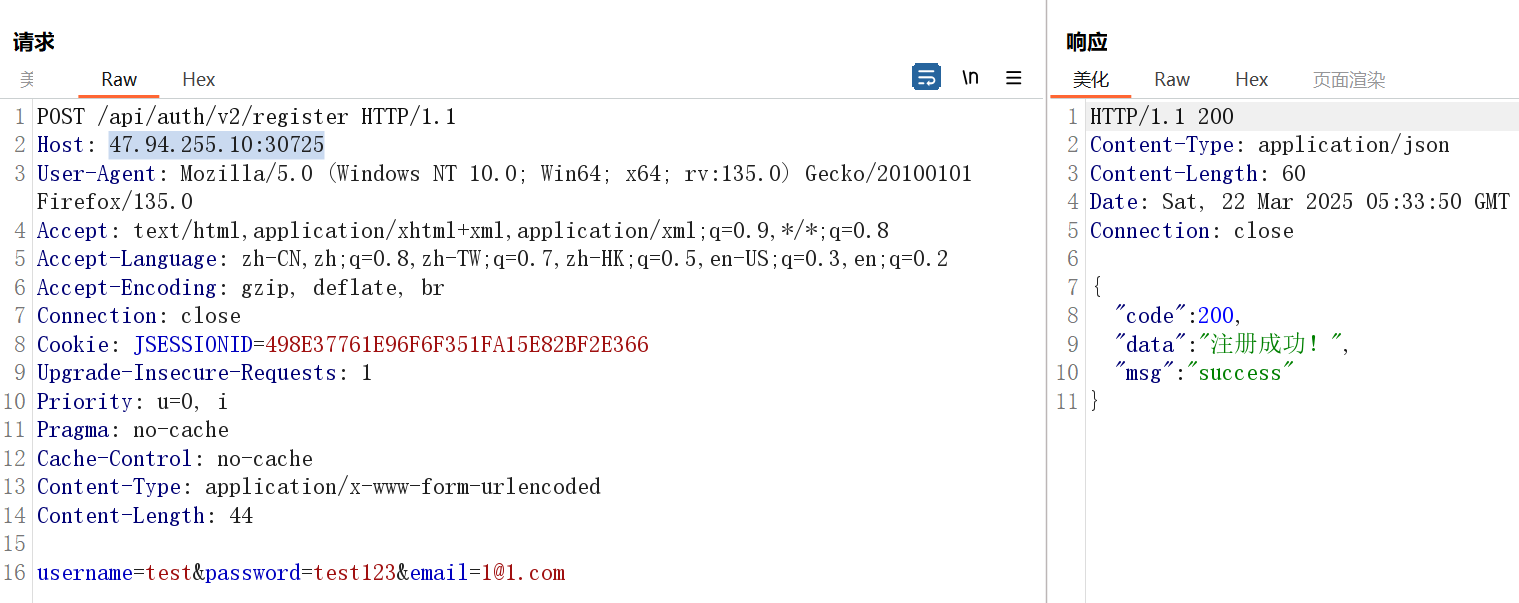 请求
美
Raw
Hex
\n
1 POST /api/auth/v2/register HTTP/1.1
2 Host: 47.94.255.10:30725
3 User-Agent: Mozilla/5.0 (Windows NT 10.0; Win64; x64; rv:135.0) Gecko/20100101
Firefox/135.0
4 Accept: text/html,application/xhtml+xml,application/xml;q=0.9,*/*;q=0.8
5 Accept-Language: zh-CN,zh;q=0.8,zh-TW;q=0.7,zh-HK;q=0.5,en-US;q=0.3,en;q=0.2
6 Accept-Encoding: gzip, deflate, br
7 Connection: close
8 Cookie: JSESSIONID=498E37761E96F6F351FA15E82BF2E366
9 Upgrade-Insecure-Requests: 1
10 Priority: u=0, i
11 Pragma: no-cache
12 Cache-Control: no-cache
13 Content-Type: application/x-www-form-urlencoded
14 Content-Length: 44
15
16 username=test&password=test123&email=1@1.com
响应
美化
Raw
Hex
页面渲染
1 HTTP/1.1 200
2 Content-Type: application/json
3 Content-Length: 60
4 Date: Sat, 22 Mar 2025 05:33:50 GMT
5 Connection: close
6
7 {
8 "code":200,
9 "data":"注册成功！",
10 "msg":"success"
11 }